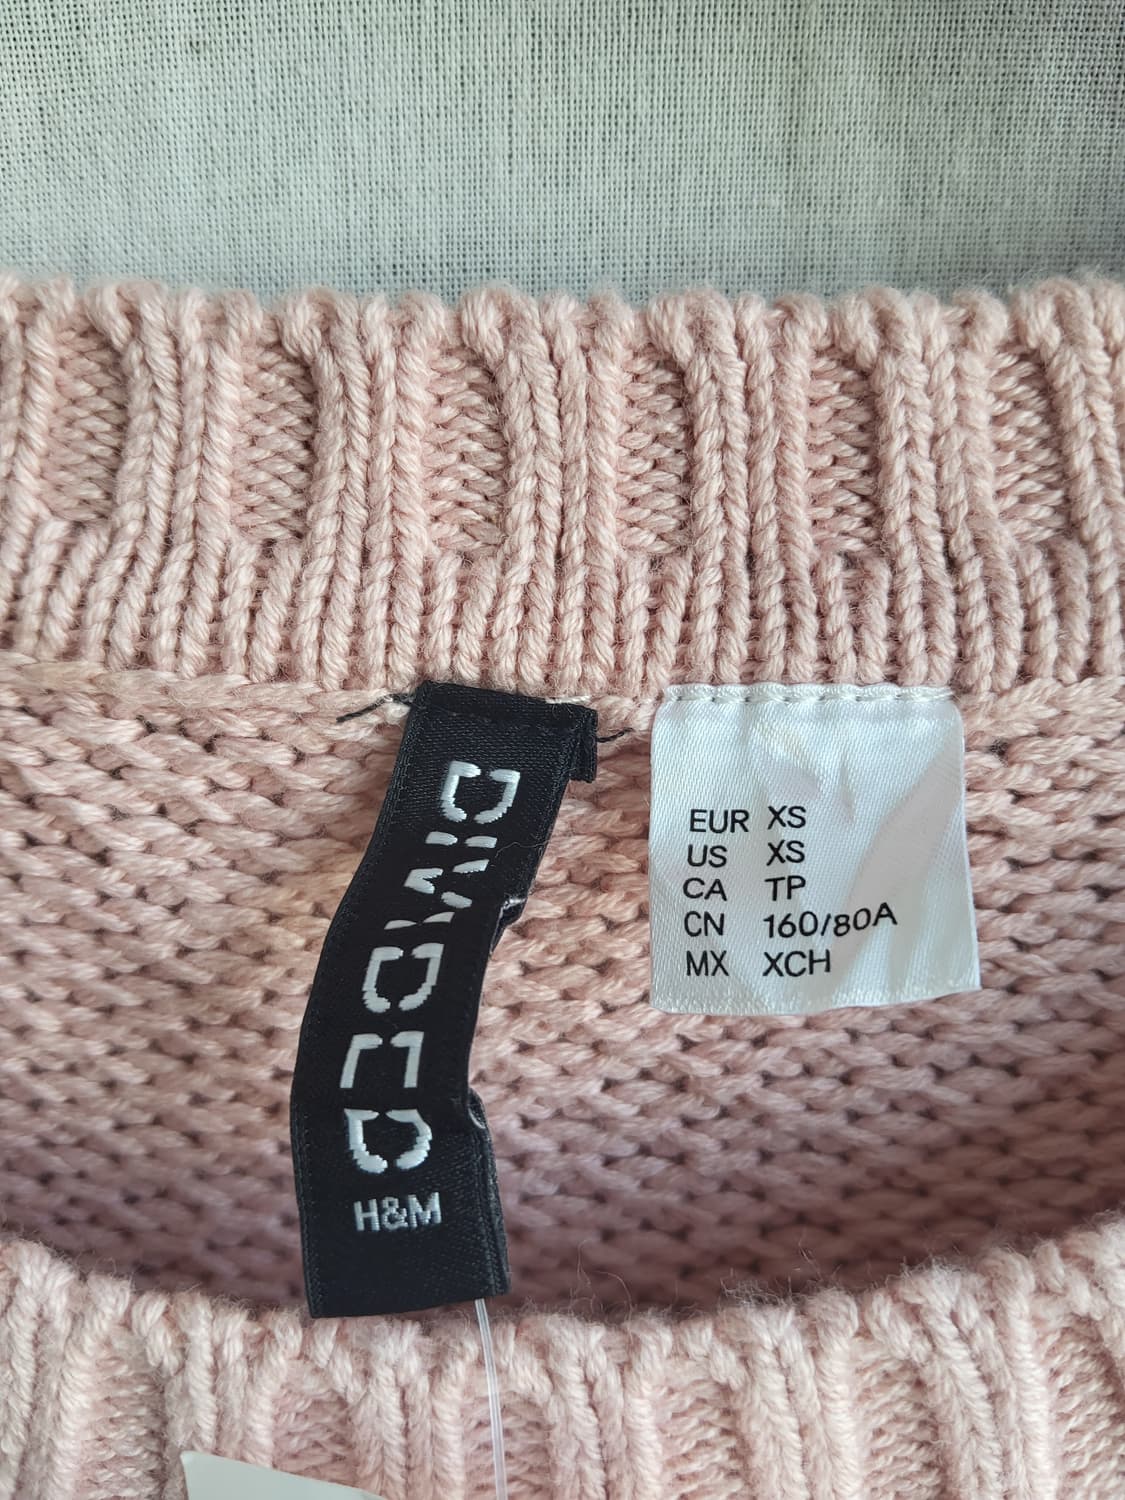 DIVIDED
H&M
EUR XS
US XS
CA TP
CN 160/80A
MX XCH